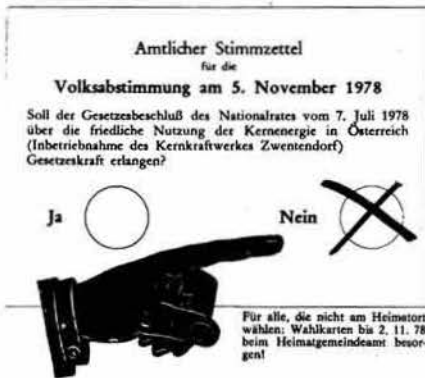 Amtlicher Stimmzettel
für die
Volksabstimmung am 5. November 1978
Soll der Gesetzesbeschluß des Nationalrates vom 7. Juli 1978
über die friedliche Nutzung der Kernenergie in Österreich
(Inbetriebnahme des Kernkraftwerkes Zwentendorf)
Gesetzeskraft erlangen?
Ja Nein
Für alle, die nicht am Heimatort
wählen: Wahlkarten bis 2. 11. 78
beim Heimatgemeindeamt besor-
gen!